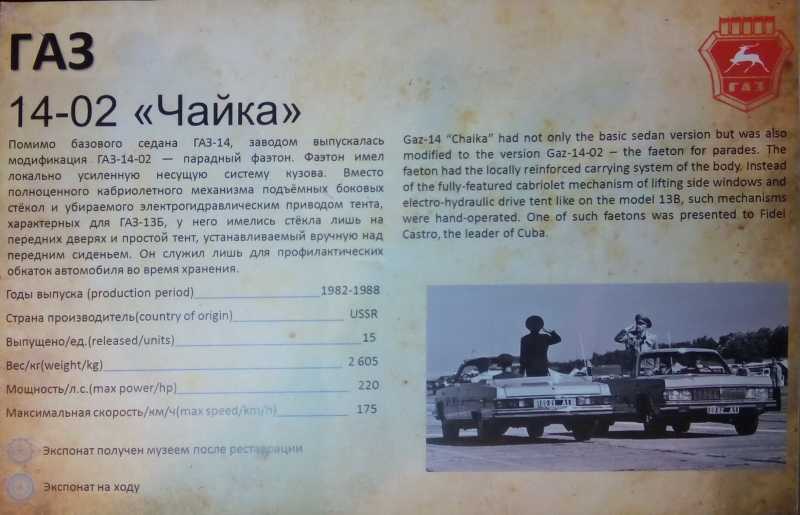 ГАЗ
14-02 «Чайка»
ГАЗ
Помимо базового седана ГАЗ-14, заводом выпускалась
модификация ГАЗ-14-02 — парадный фаэтон. Фаэтон имел
локально усиленную несущую систему кузова. Вместо
полноценного кабриолетного механизма подъёмных боковых
стёкол и убираемого электрогидравлическим приводом тента,
характерных для ГАЗ-13Б, у него имелись стёкла лишь на
передних дверях и простой тент, устанавливаемый вручную над
передним сиденьем. Он служил лишь для профилактических
обкаток автомобиля во время хранения.
Gaz-14 “Chaika” had not only the basic sedan version but was also
modified to the version Gaz-14-02 – the faeton for parades. The
faeton had the locally reinforced carrying system of the body. Instead
of the fully-featured cabriolet mechanism of lifting side windows and
electro-hydraulic drive tent like on the model 13B, such mechanisms
were hand-operated. One of such faetons was presented to Fidel
Castro, the leader of Cuba.
Годы выпуска (production period) 1982-1988
Страна производитель(country of origin) USSR
Выпущено/ед.(released/units) 15
Вес/кг(weight/kg) 2 605
Мощность/л.с.(max power/hp) 220
Максимальная скорость/км/ч(max speed/km/h) 175
Экспонат получен музеем после реставрации
Экспонат на ходу